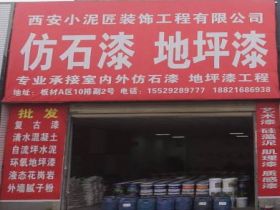 西安小泥匠装饰工程有限公司
仿石漆 地坪漆
专业承接室内外仿石漆 地坪漆工程
地址：板材A区10排副2号 电话：15529289777 18821686938
批发
复古漆
清水混凝土
自流坪水泥
环氧地坪漆
液态花岗岩
外墙腻子粉
艺术漆
硅藻泥
肌理漆
质感漆